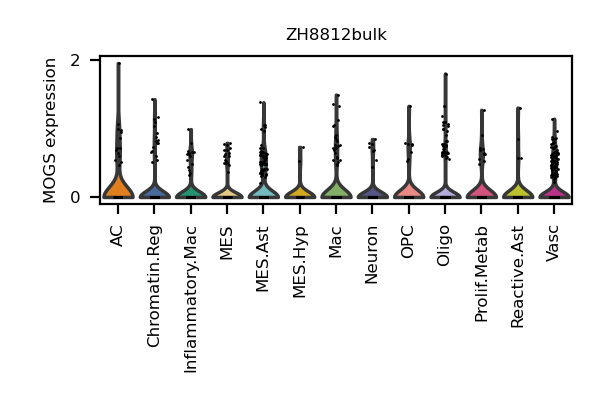 ZH8812bulk
MOGS expression
2
0
AC
Chromatin.Reg
Inflammatory.Mac
MES
MES.Ast
MES.Hyp
Mac
Neuron
OPC
Oligo
Prolif.Metab
Reactive.Ast
Vasc